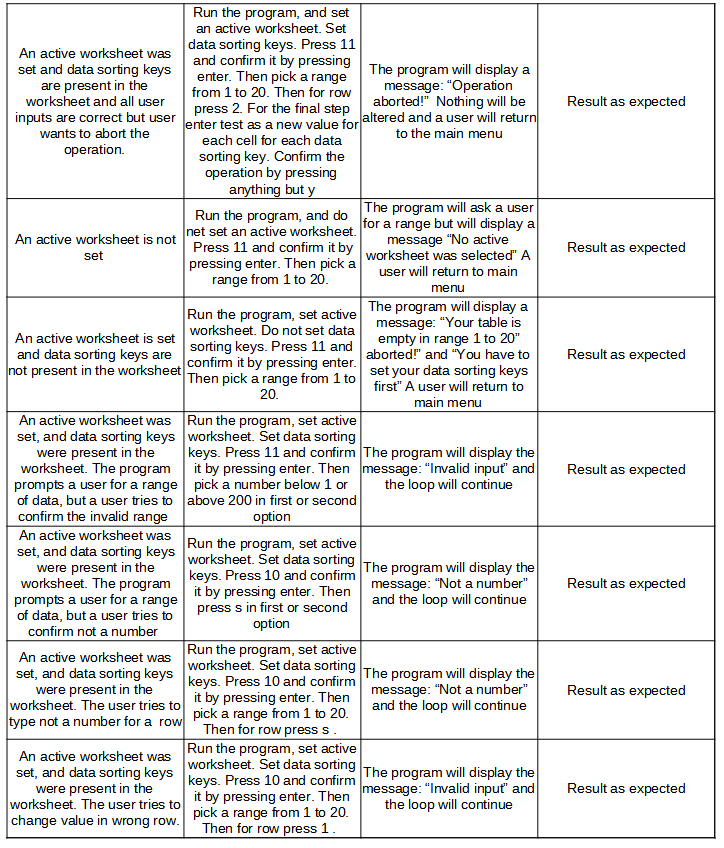 An active worksheet was
set and data sorting keys
are present in the
worksheet and all user
inputs are correct but user
wants to abort the
operation.
Run the program, and set
an active worksheet. Set
data sorting keys. Press 11
and confirm it by pressing
enter. Then pick a range
from 1 to 20. Then for row
press 2. For the final step
enter test as a new value for
each cell for each data
sorting key. Confirm the
operation by pressing
anything but y
The program will display a
message: “Operation
aborted!”  Nothing will be
altered and a user will return
to the main menu
Result as expected
An active worksheet is not
set
Run the program, and do
net set an active worksheet.
Press 11 and confirm it by
pressing enter. Then pick a
range from 1 to 20.
The program will ask a user
for a range but will display a
message “No active
worksheet was selected” A
user will return to main
menu
Result as expected
An active worksheet is set
and data sorting keys are
not present in the worksheet
Run the program, set active
worksheet. Do not set data
sorting keys. Press 11 and
confirm it by pressing enter.
Then pick a range from 1 to
20.
The program will display a
message: “Your table is
empty in range 1 to 20”
aborted!” and “You have to
set your data sorting keys
first” A user will return to
main menu
Result as expected
An active worksheet was
set, and data sorting keys
were present in the
worksheet. The program
prompts a user for a range
of data, but a user tries to
confirm the invalid range
Run the program, set active
worksheet. Set data sorting
keys. Press 11 and confirm
it by pressing enter. Then
pick a number below 1 or
above 200 in first or second
option
The program will display the
message: “Invalid input” and
the loop will continue
Result as expected
An active worksheet was
set, and data sorting keys
were present in the
worksheet. The program
prompts a user for a range
of data, but a user tries to
confirm not a number
Run the program, set active
worksheet. Set data sorting
keys. Press 10 and confirm
it by pressing enter. Then
press s in first or second
option
The program will display the
message: “Not a number”
and the loop will continue
Result as expected
An active worksheet was
set, and data sorting keys
were present in the
worksheet. The user tries to
type not a number for a  row
Run the program, set active
worksheet. Set data sorting
keys. Press 10 and confirm
it by pressing enter. Then
pick a range from 1 to 20.
Then for row press s .
The program will display the
message: “Not a number”
and the loop will continue
Result as expected
An active worksheet was
set, and data sorting keys
were present in the
worksheet. The user tries to
change value in wrong row.
Run the program, set active
worksheet. Set data sorting
keys. Press 10 and confirm
it by pressing enter. Then
pick a range from 1 to 20.
Then for row press 1 .
The program will display the
message: “Invalid input” and
the loop will continue
Result as expected